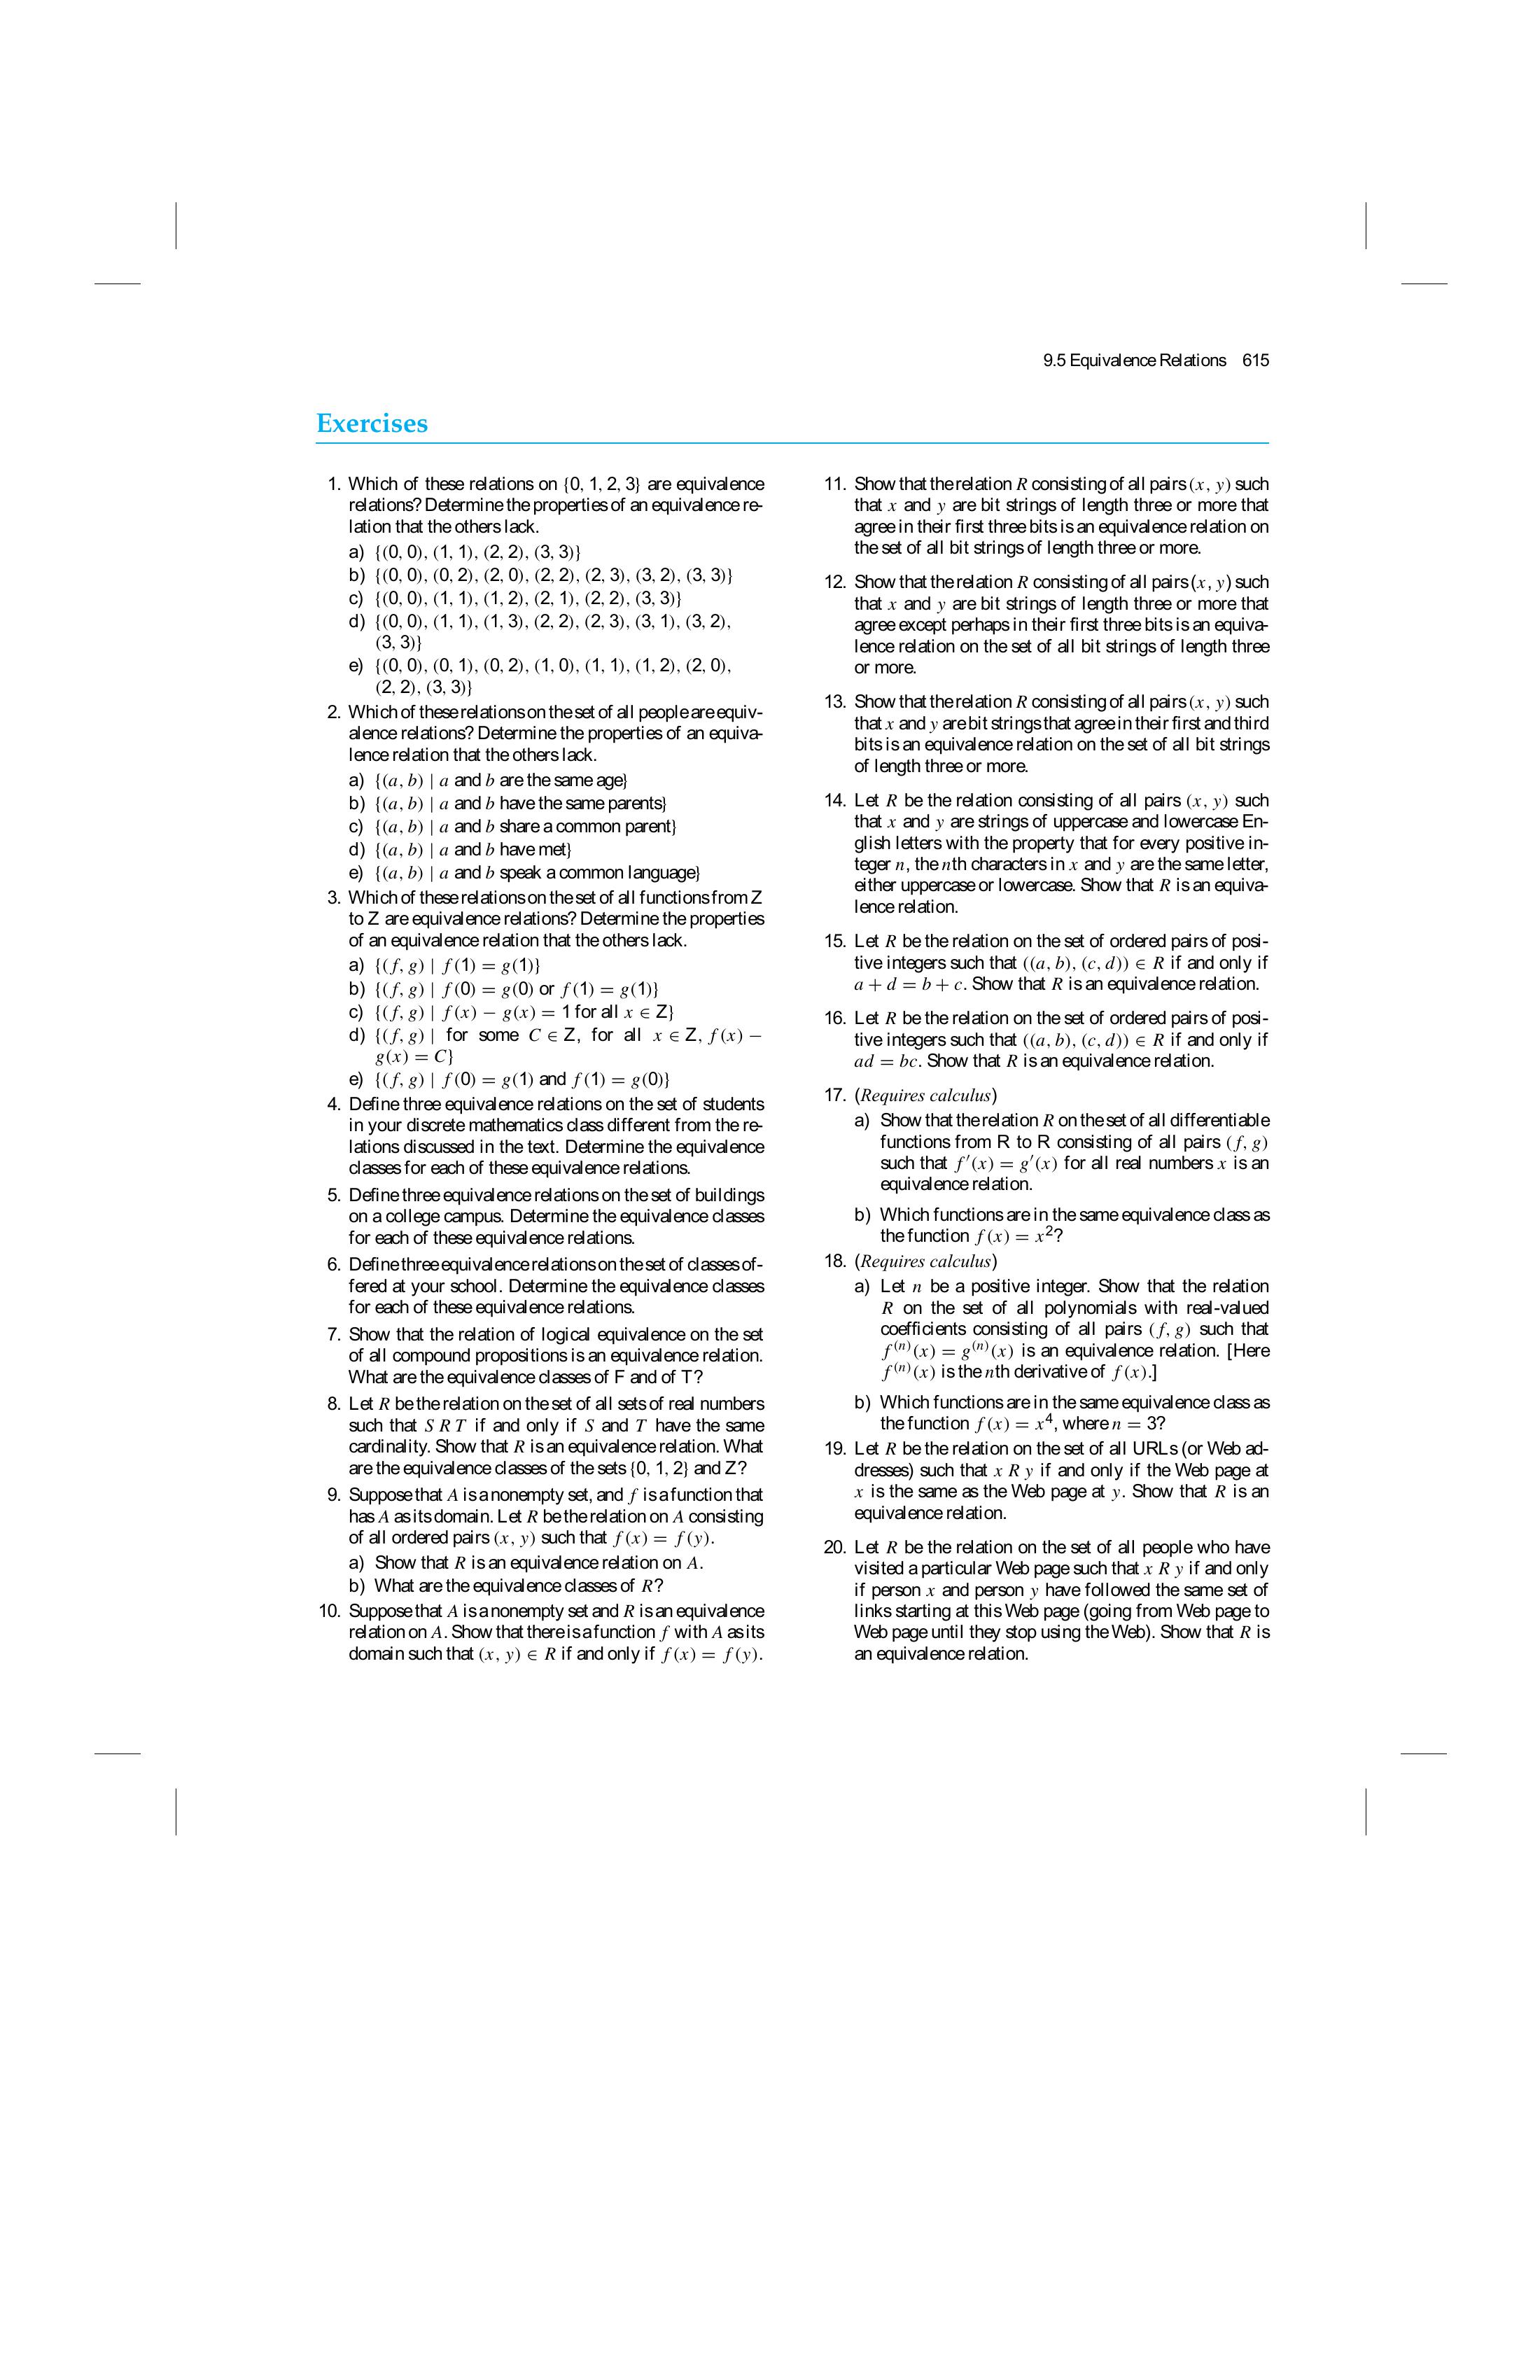 9.5 Equivalence Relations 615
Exercises
1. Which of these relations on {0, 1, 2, 3} are equivalence
relations? Determine the properties of an equivalence re-
lation that the others lack.
a) {(0, 0), (1, 1), (2, 2), (3, 3)}
b) {(0, 0), (0, 2), (2, 0), (2, 2), (2, 3), (3, 2), (3, 3)}
c) {(0, 0), (1, 1), (1, 2), (2, 1), (2, 2), (3, 3)}
d) {(0, 0), (1, 1), (1, 3), (2, 2), (2, 3), (3, 1), (3, 2),
(3, 3)}
e) {(0, 0), (0, 1), (0, 2), (1, 0), (1, 1), (1, 2), (2, 0),
(2, 2), (3, 3)}
2. Which of these relations on the set of all people are equiv-
alence relations? Determine the properties of an equiva-
lence relation that the others lack.
a) {(a, b) | a and b are the same age}
b) {(a, b) | a and b have the same parents}
c) {(a, b) | a and b share a common parent}
d) {(a, b) | a and b have met}
e) {(a, b) | a and b speak a common language}
3. Which of these relations on the set of all functions from Z
to Z are equivalence relations? Determine the properties
of an equivalence relation that the others lack.
a) {(f, g) | f(1) = g(1)}
b) {(f, g) | f(0) = g(0) or f(1) = g(1)}
c) {(f, g) | f(x) − g(x) = 1 for all x ∈ Z}
d) {(f, g) | for some C ∈ Z, for all x ∈ Z, f(x) −
g(x) = C}
e) {(f, g) | f(0) = g(1) and f(1) = g(0)}
4. Define three equivalence relations on the set of students
in your discrete mathematics class different from the re-
lations discussed in the text. Determine the equivalence
classes for each of these equivalence relations.
5. Define three equivalence relations on the set of buildings
on a college campus. Determine the equivalence classes
for each of these equivalence relations.
6. Define three equivalence relations on the set of classes of-
fered at your school. Determine the equivalence classes
for each of these equivalence relations.
7. Show that the relation of logical equivalence on the set
of all compound propositions is an equivalence relation.
What are the equivalence classes of F and of T?
8. Let R be the relation on the set of all sets of real numbers
such that S R T if and only if S and T have the same
cardinality. Show that R is an equivalence relation. What
are the equivalence classes of the sets {0, 1, 2} and Z?
9. Suppose that A is a nonempty set, and f is a function that
has A as its domain. Let R be the relation on A consisting
of all ordered pairs (x, y) such that f(x) = f(y).
a) Show that R is an equivalence relation on A.
b) What are the equivalence classes of R?
10. Suppose that A is a nonempty set and R is an equivalence
relation on A. Show that there is a function f with A as its
domain such that (x, y) ∈ R if and only if f(x) = f(y).
11. Show that the relation R consisting of all pairs (x, y) such
that x and y are bit strings of length three or more that
agree in their first three bits is an equivalence relation on
the set of all bit strings of length three or more.
12. Show that the relation R consisting of all pairs (x, y) such
that x and y are bit strings of length three or more that
agree except perhaps in their first three bits is an equiva-
lence relation on the set of all bit strings of length three
or more.
13. Show that the relation R consisting of all pairs (x, y) such
that x and y are bit strings that agree in their first and third
bits is an equivalence relation on the set of all bit strings
of length three or more.
14. Let R be the relation consisting of all pairs (x, y) such
that x and y are strings of uppercase and lowercase En-
glish letters with the property that for every positive in-
teger n, the nth characters in x and y are the same letter,
either uppercase or lowercase. Show that R is an equiva-
lence relation.
15. Let R be the relation on the set of ordered pairs of posi-
tive integers such that ((a, b), (c, d)) ∈ R if and only if
a + d = b + c. Show that R is an equivalence relation.
16. Let R be the relation on the set of ordered pairs of posi-
tive integers such that ((a, b), (c, d)) ∈ R if and only if
ad = bc. Show that R is an equivalence relation.
17. (Requires calculus)
a) Show that the relation R on the set of all differentiable
functions from R to R consisting of all pairs (f, g)
such that f′(x) = g′(x) for all real numbers x is an
equivalence relation.
b) Which functions are in the same equivalence class as
the function f(x) = x²?
18. (Requires calculus)
a) Let n be a positive integer. Show that the relation
R on the set of all polynomials with real-valued
coefficients consisting of all pairs (f, g) such that
f⁽ⁿ⁾(x) = g⁽ⁿ⁾(x) is an equivalence relation. [Here
f⁽ⁿ⁾(x) is the nth derivative of f(x).]
b) Which functions are in the same equivalence class as
the function f(x) = x⁴, where n = 3?
19. Let R be the relation on the set of all URLs (or Web ad-
dresses) such that x R y if and only if the Web page at
x is the same as the Web page at y. Show that R is an
equivalence relation.
20. Let R be the relation on the set of all people who have
visited a particular Web page such that x R y if and only
if person x and person y have followed the same set of
links starting at this Web page (going from Web page to
Web page until they stop using the Web). Show that R is
an equivalence relation.